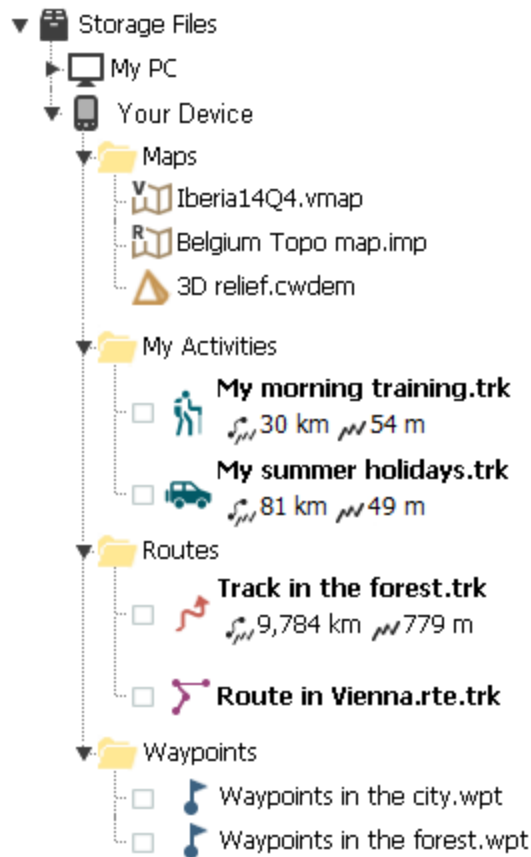 Storage Files
My PC
Your Device
Maps
V
Iberia14Q4.vmap
R
Belgium Topo map.imp
3D relief.cwdem
My Activities
My morning training.trk
30 km 54 m
My summer holidays.trk
81 km 49 m
Routes
Track in the forest.trk
9,784 km 779 m
Route in Vienna.rte.trk
Waypoints
Waypoints in the city.wpt
Waypoints in the forest.wpt